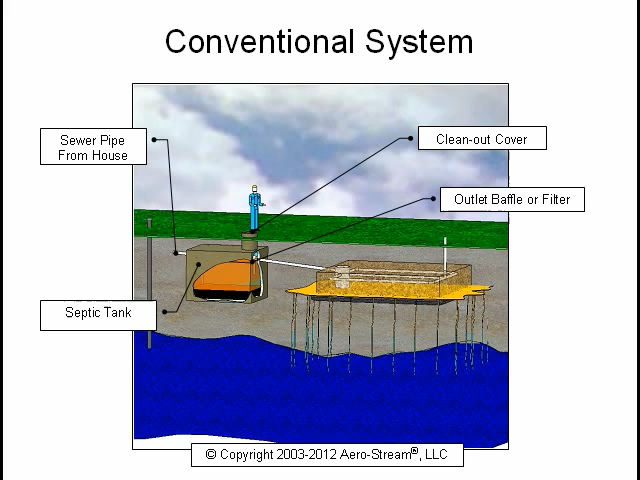 Conventional System
Sewer Pipe
From House
Clean-out Cover
Outlet Baffle or Filter
Septic Tank
© Copyright 2003-2012 Aero-Stream®, LLC